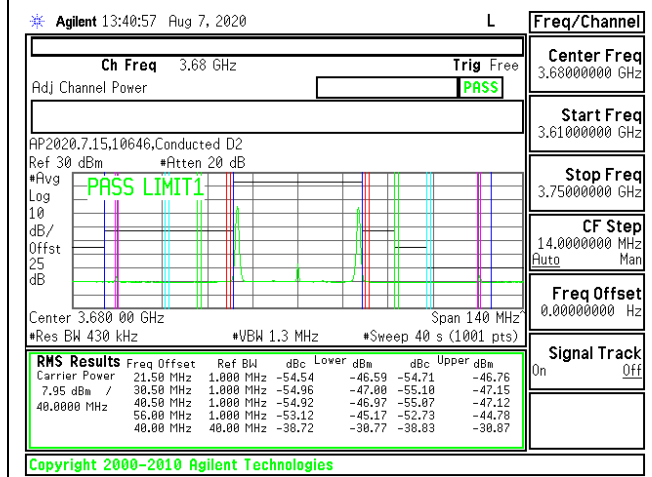 Agilent 13:40:57 Aug 7, 2020 L
Freq/Channel
Ch Freq 3.68 GHz Trig Free
Adj Channel Power PASS
AP2020.7.15,10646,Conducted D2
Ref 30 dBm #Atten 20 dB
#Avg
Log
10
dB/
Offst
25
dB
PASS LIMIT1
Center 3.680 00 GHz Span 140 MHz^
#Res BW 430 kHz #VBW 1.3 MHz #Sweep 40 s (1001 pts)
RMS Results Freq Offset Ref BW dBc Lower dBm dBc Upper dBm
Carrier Power 21.50 MHz 1.000 MHz -54.54 -46.59 -54.71 -46.76
7.95 dBm / 30.50 MHz 1.000 MHz -54.96 -47.00 -55.10 -47.15
40.0000 MHz 40.50 MHz 1.000 MHz -54.92 -46.97 -55.07 -47.12
56.00 MHz 1.000 MHz -53.12 -45.17 -52.73 -44.78
40.00 MHz 40.00 MHz -38.72 -30.77 -38.83 -30.87
Copyright 2000-2010 Agilent Technologies
Center Freq
3.68000000 GHz
Start Freq
3.61000000 GHz
Stop Freq
3.75000000 GHz
CF Step
14.0000000 MHz
Auto Man
Freq Offset
0.00000000 Hz
Signal Track
On Off